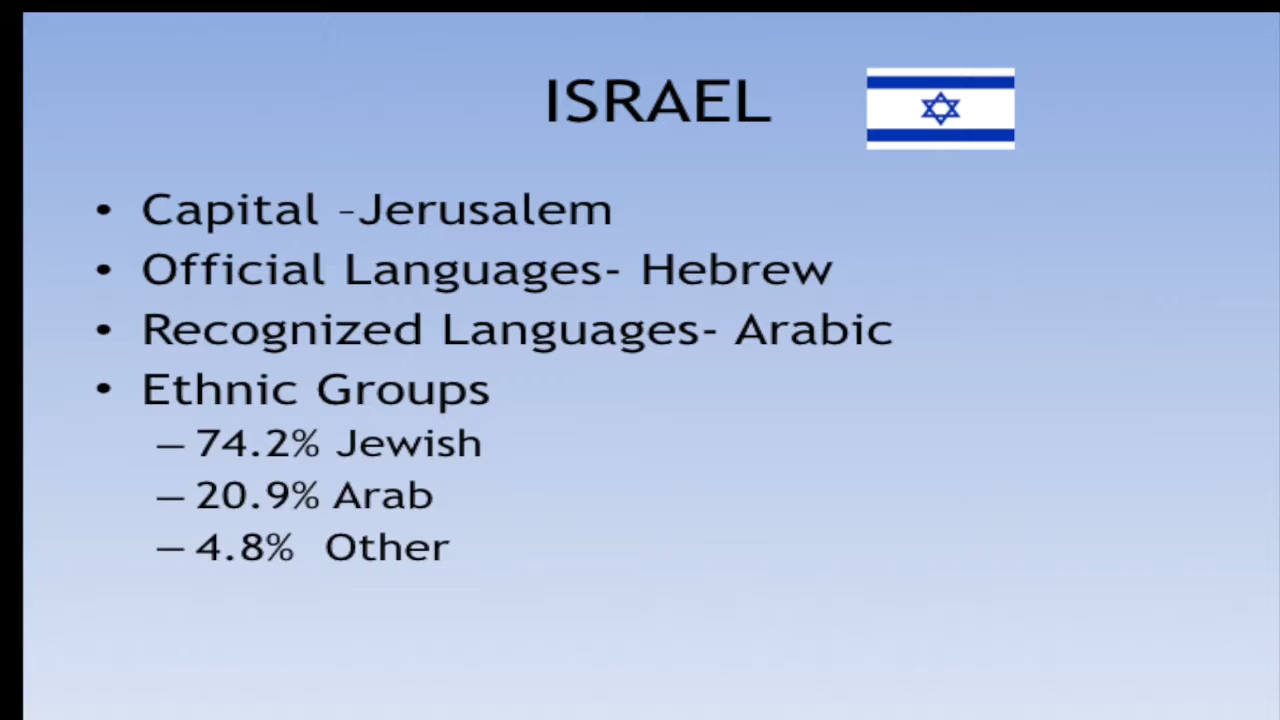 ISRAEL
• Capital –Jerusalem
• Official Languages- Hebrew
• Recognized Languages- Arabic
• Ethnic Groups
– 74.2% Jewish
– 20.9% Arab
– 4.8%  Other